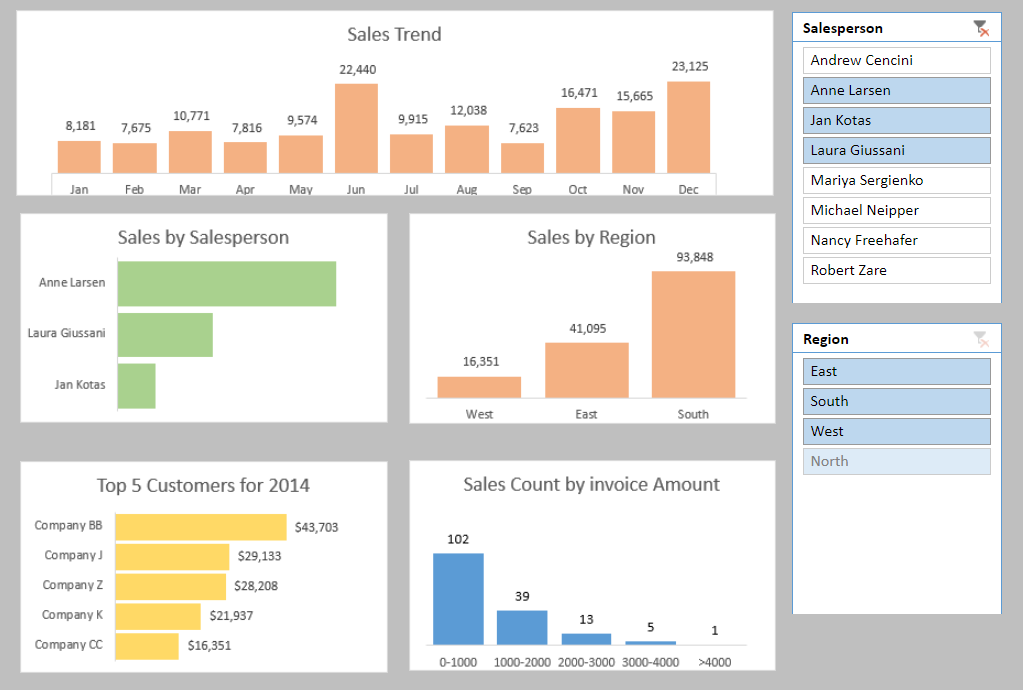 Sales Trend
8,181 7,675 10,771 7,816 9,574 22,440 9,915 12,038 7,623 16,471 15,665 23,125
Jan Feb Mar Apr May Jun Jul Aug Sep Oct Nov Dec
Sales by Salesperson
Anne Larsen
Laura Giussani
Jan Kotas
Sales by Region
16,351 41,095 93,848
West East South
Top 5 Customers for 2014
Company BB $43,703
Company J $29,133
Company Z $28,208
Company K $21,937
Company CC $16,351
Sales Count by invoice Amount
102 39 13 5 1
0-1000 1000-2000 2000-3000 3000-4000 >4000
Salesperson
Andrew Cencini
Anne Larsen
Jan Kotas
Laura Giussani
Mariya Sergienko
Michael Neipper
Nancy Freehafer
Robert Zare
Region
East
South
West
North